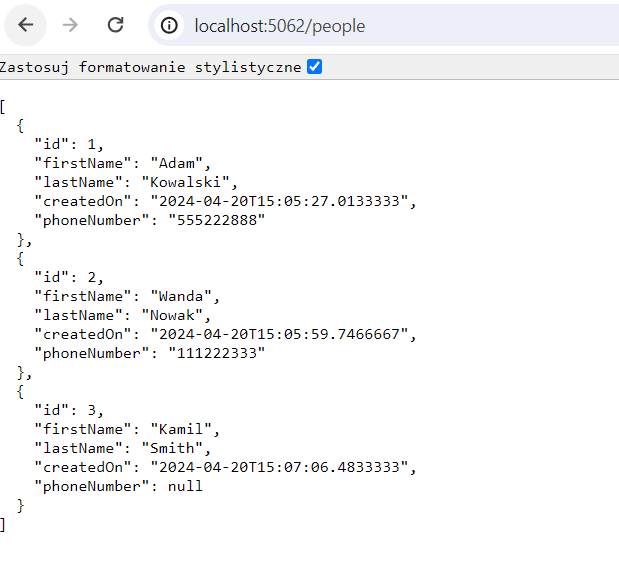 localhost:5062/people
Zastosuj formatowanie stylistyczne
[
  {
    "id": 1,
    "firstName": "Adam",
    "lastName": "Kowalski",
    "createdOn": "2024-04-20T15:05:27.0133333",
    "phoneNumber": "555222888"
  },
  {
    "id": 2,
    "firstName": "Wanda",
    "lastName": "Nowak",
    "createdOn": "2024-04-20T15:05:59.7466667",
    "phoneNumber": "111222333"
  },
  {
    "id": 3,
    "firstName": "Kamil",
    "lastName": "Smith",
    "createdOn": "2024-04-20T15:07:06.4833333",
    "phoneNumber": null
  }
]